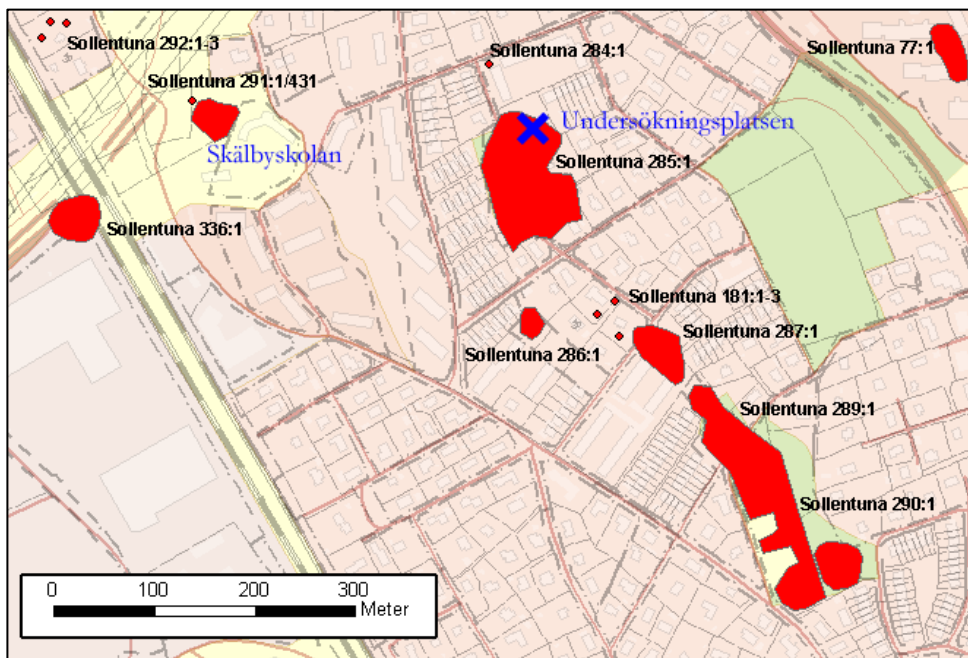 Sollentuna 292:1-3
Sollentuna 284:1
Sollentuna 77:1
Sollentuna 291:1/431
Undersökningsplatsen
Skälbyskolan
Sollentuna 285:1
Sollentuna 336:1
Sollentuna 181:1-3
Sollentuna 287:1
Sollentuna 286:1
Sollentuna 289:1
Sollentuna 290:1
0 100 200 300
Meter